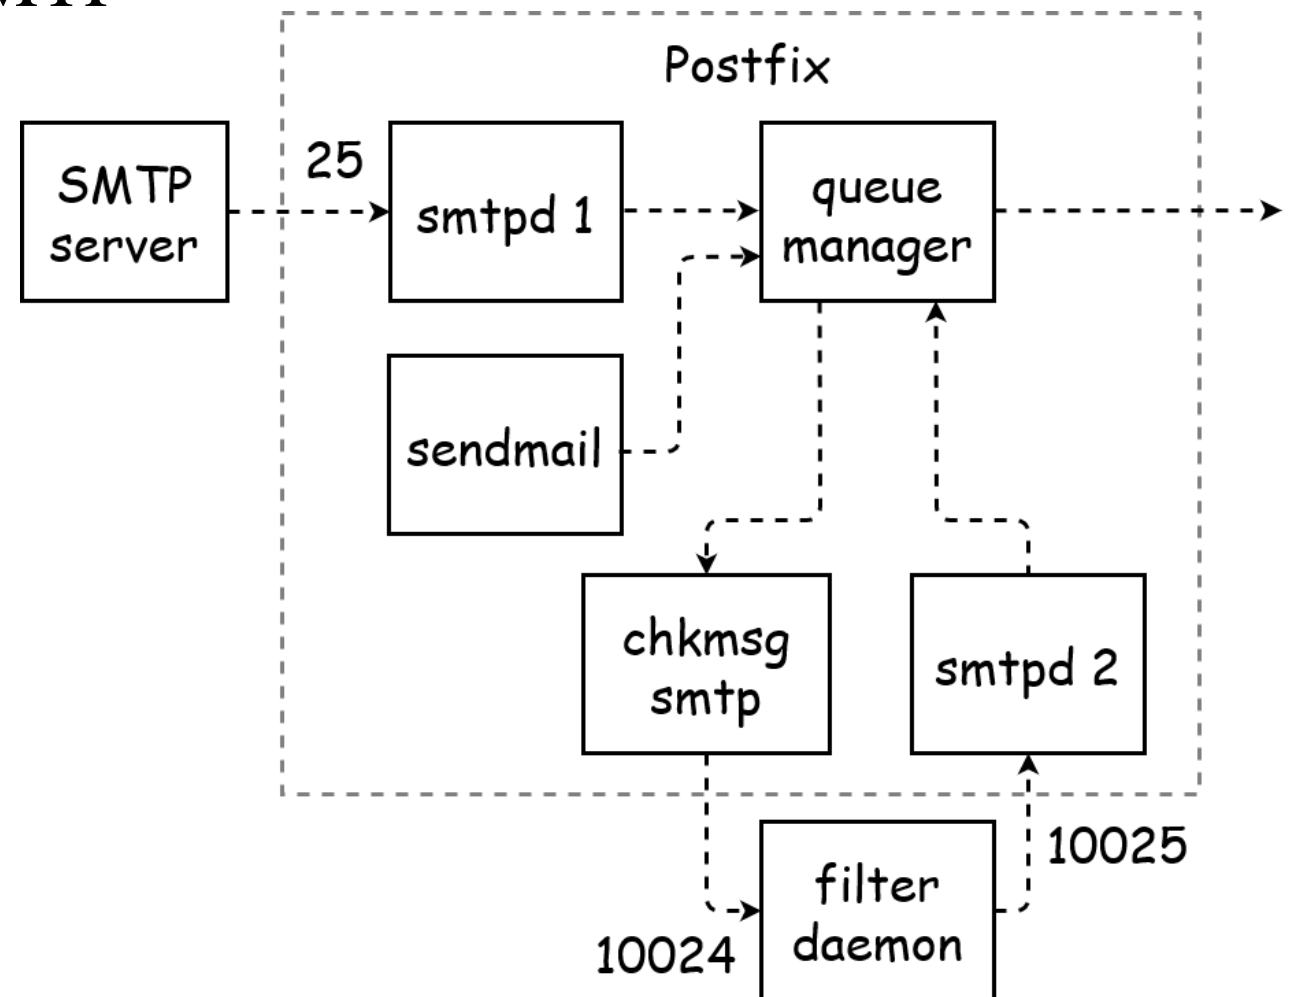 Postfix
25
SMTP
server
smtpd 1
queue
manager
sendmail
chkmsg
smtp
smtpd 2
10025
filter
daemon
10024